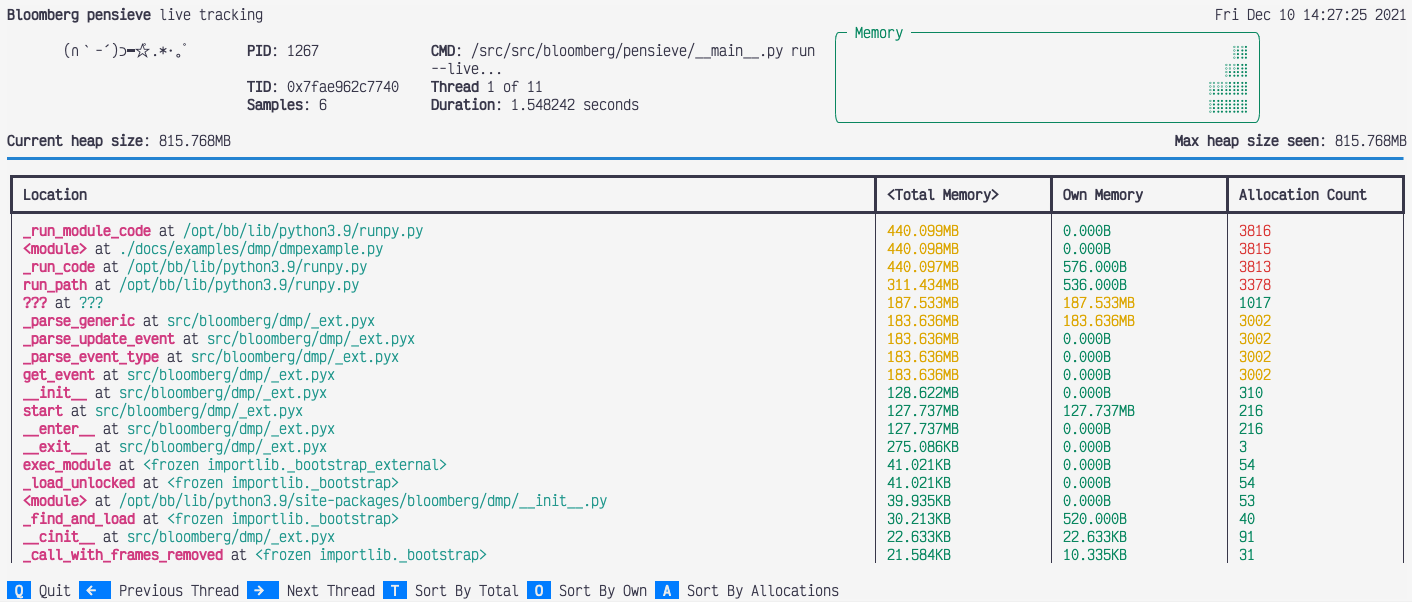 Bloomberg pensieve live tracking Fri Dec 10 14:27:25 2021
Memory
(∩｀-´)⊃━☆ﾟ.*･｡ﾟ PID: 1267 CMD: /src/src/bloomberg/pensieve/__main__.py run
--live...
TID: 0x7fae962c7740 Thread 1 of 11
Samples: 6 Duration: 1.548242 seconds
Current heap size: 815.768MB Max heap size seen: 815.768MB
Location <Total Memory> Own Memory Allocation Count
_run_module_code at /opt/bb/lib/python3.9/runpy.py 440.099MB 0.000B 3816
<module> at ./docs/examples/dmp/dmpexample.py 440.098MB 0.000B 3815
_run_code at /opt/bb/lib/python3.9/runpy.py 440.097MB 576.000B 3813
run_path at /opt/bb/lib/python3.9/runpy.py 311.434MB 536.000B 3378
??? at ??? 187.533MB 187.533MB 1017
_parse_generic at src/bloomberg/dmp/_ext.pyx 183.636MB 183.636MB 3002
_parse_update_event at src/bloomberg/dmp/_ext.pyx 183.636MB 0.000B 3002
_parse_event_type at src/bloomberg/dmp/_ext.pyx 183.636MB 0.000B 3002
get_event at src/bloomberg/dmp/_ext.pyx 183.636MB 0.000B 3002
__init__ at src/bloomberg/dmp/_ext.pyx 128.622MB 0.000B 310
start at src/bloomberg/dmp/_ext.pyx 127.737MB 127.737MB 216
__enter__ at src/bloomberg/dmp/_ext.pyx 127.737MB 0.000B 216
__exit__ at src/bloomberg/dmp/_ext.pyx 275.086KB 0.000B 3
exec_module at <frozen importlib._bootstrap_external> 41.021KB 0.000B 54
_load_unlocked at <frozen importlib._bootstrap> 41.021KB 0.000B 54
<module> at /opt/bb/lib/python3.9/site-packages/bloomberg/dmp/__init__.py 39.935KB 0.000B 53
_find_and_load at <frozen importlib._bootstrap> 30.213KB 520.000B 40
__cinit__ at src/bloomberg/dmp/_ext.pyx 22.633KB 22.633KB 91
_call_with_frames_removed at <frozen importlib._bootstrap> 21.584KB 10.335KB 31
Q Quit ← Previous Thread → Next Thread T Sort By Total O Sort By Own A Sort By Allocations